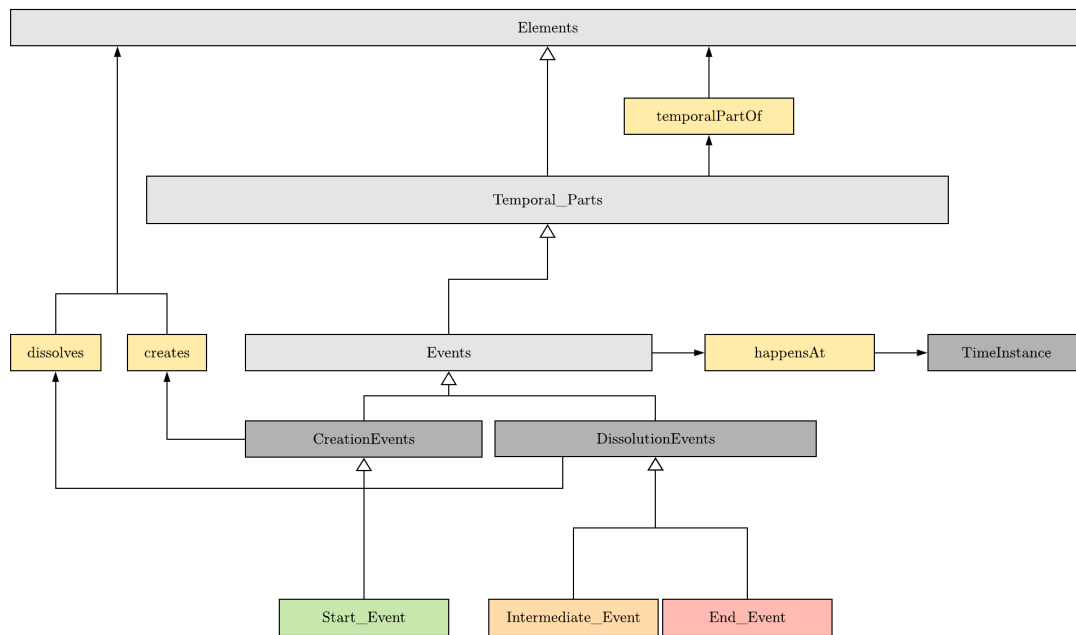 Elements
temporalPartOf
Temporal_Parts
dissolves
creates
Events
happensAt
TimeInstance
CreationEvents
DissolutionEvents
Start_Event
Intermediate_Event
End_Event